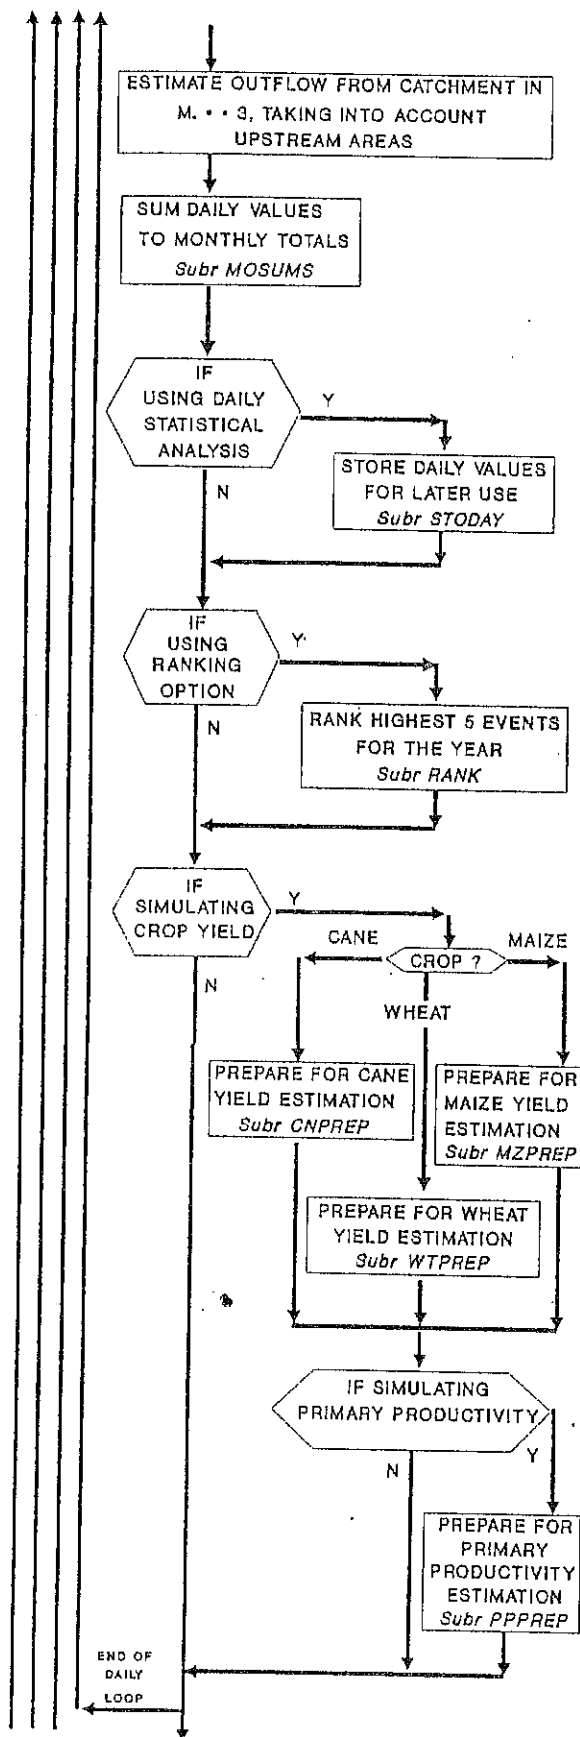 ESTIMATE OUTFLOW FROM CATCHMENT IN
M. • • 3, TAKING INTO ACCOUNT
UPSTREAM AREAS
SUM DAILY VALUES
TO MONTHLY TOTALS
Subr MOSUMS
IF
USING DAILY
STATISTICAL
ANALYSIS
Y
N
STORE DAILY VALUES
FOR LATER USE
Subr STODAY
IF
USING
RANKING
OPTION
Y
N
RANK HIGHEST 5 EVENTS
FOR THE YEAR
Subr RANK
IF
SIMULATING
CROP YIELD
Y
N
CANE
CROP ?
MAIZE
WHEAT
PREPARE FOR CANE
YIELD ESTIMATION
Subr CNPREP
PREPARE FOR
MAIZE YIELD
ESTIMATION
Subr MZPREP
PREPARE FOR WHEAT
YIELD ESTIMATION
Subr WTPREP
IF SIMULATING
PRIMARY PRODUCTIVITY
N
Y
PREPARE FOR
PRIMARY
PRODUCTIVITY
ESTIMATION
Subr PPPREP
END OF
DAILY
LOOP